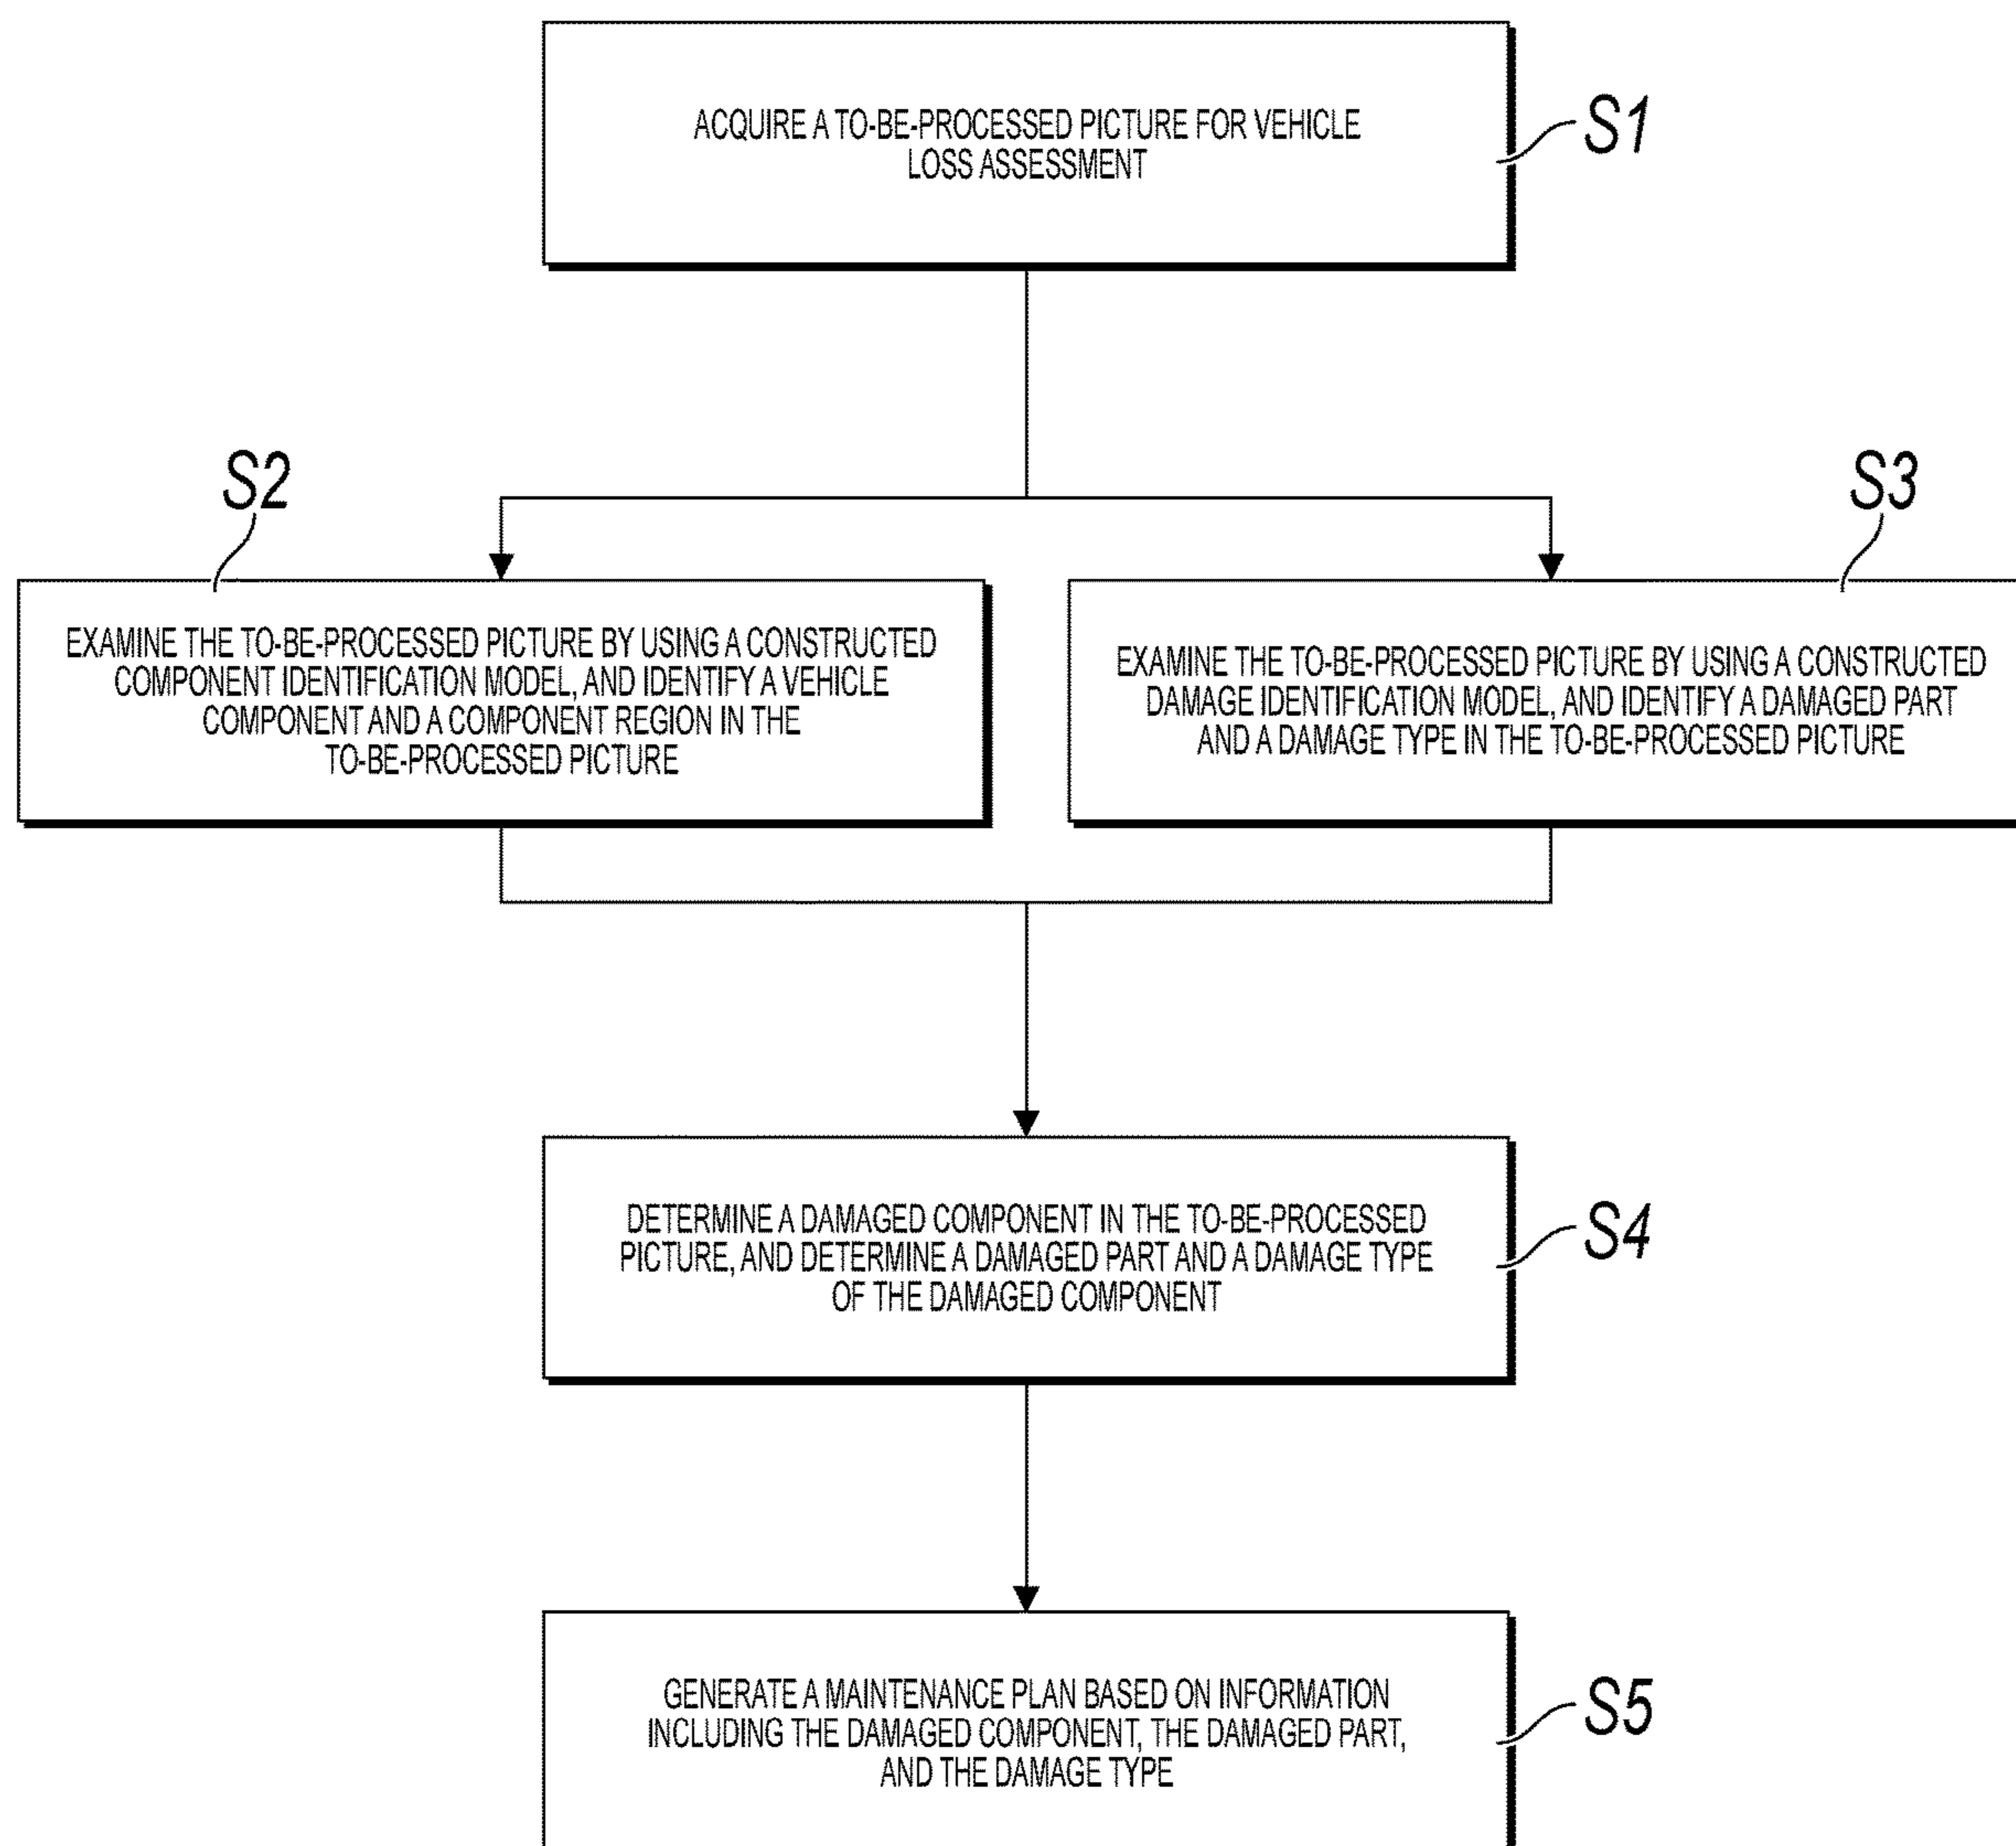 ACQUIRE A TO-BE-PROCESSED PICTURE FOR VEHICLE
LOSS ASSESSMENT
S1
S2
S3
EXAMINE THE TO-BE-PROCESSED PICTURE BY USING A CONSTRUCTED
COMPONENT IDENTIFICATION MODEL, AND IDENTIFY A VEHICLE
COMPONENT AND A COMPONENT REGION IN THE
TO-BE-PROCESSED PICTURE
EXAMINE THE TO-BE-PROCESSED PICTURE BY USING A CONSTRUCTED
DAMAGE IDENTIFICATION MODEL, AND IDENTIFY A DAMAGED PART
AND A DAMAGE TYPE IN THE TO-BE-PROCESSED PICTURE
DETERMINE A DAMAGED COMPONENT IN THE TO-BE-PROCESSED
PICTURE, AND DETERMINE A DAMAGED PART AND A DAMAGE TYPE
OF THE DAMAGED COMPONENT
S4
GENERATE A MAINTENANCE PLAN BASED ON INFORMATION
INCLUDING THE DAMAGED COMPONENT, THE DAMAGED PART,
AND THE DAMAGE TYPE
S5